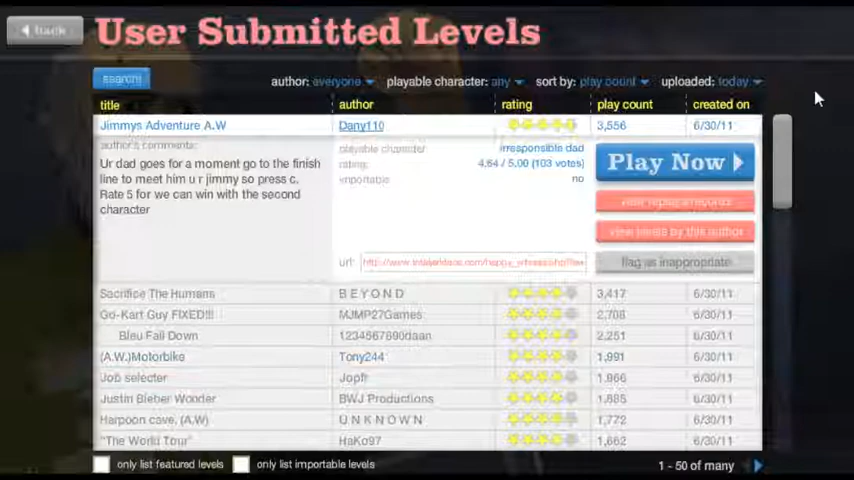 back
User Submitted Levels
search
author: everyone playable character: any sort by: play count uploaded: today
title author rating play count created on
Jimmys Adventure A.W Dany110 3,556 6/30/11
author's comments:
Ur dad goes for a moment go to the finish
line to meet him u r jimmy so press c.
Rate 5 for we can win with the second
character
playable character irresponsible dad
rating: 4.64 / 5.00 (103 votes)
importable no
url:
Play Now
view replays/records
view levels by this author
flag as inappropriate
Sacrifice The Humans B E Y O N D 3,417 6/30/11
Go-Kart Guy FIXED!!! MJMP27Games 2,708 6/30/11
Bleu Fall Down 1234567890daan 2,251 6/30/11
(A.W.)Motorbike Tony244 1,991 6/30/11
Job selecter Jopfr 1,966 6/30/11
Justin Bieber Wonder BWJ Productions 1,885 6/30/11
Harpoon cave. (A.W) U N K N O W N 1,772 6/30/11
"The World Tour" HaKo97 1,662 6/30/11
only list featured levels only list importable levels 1 - 50 of many